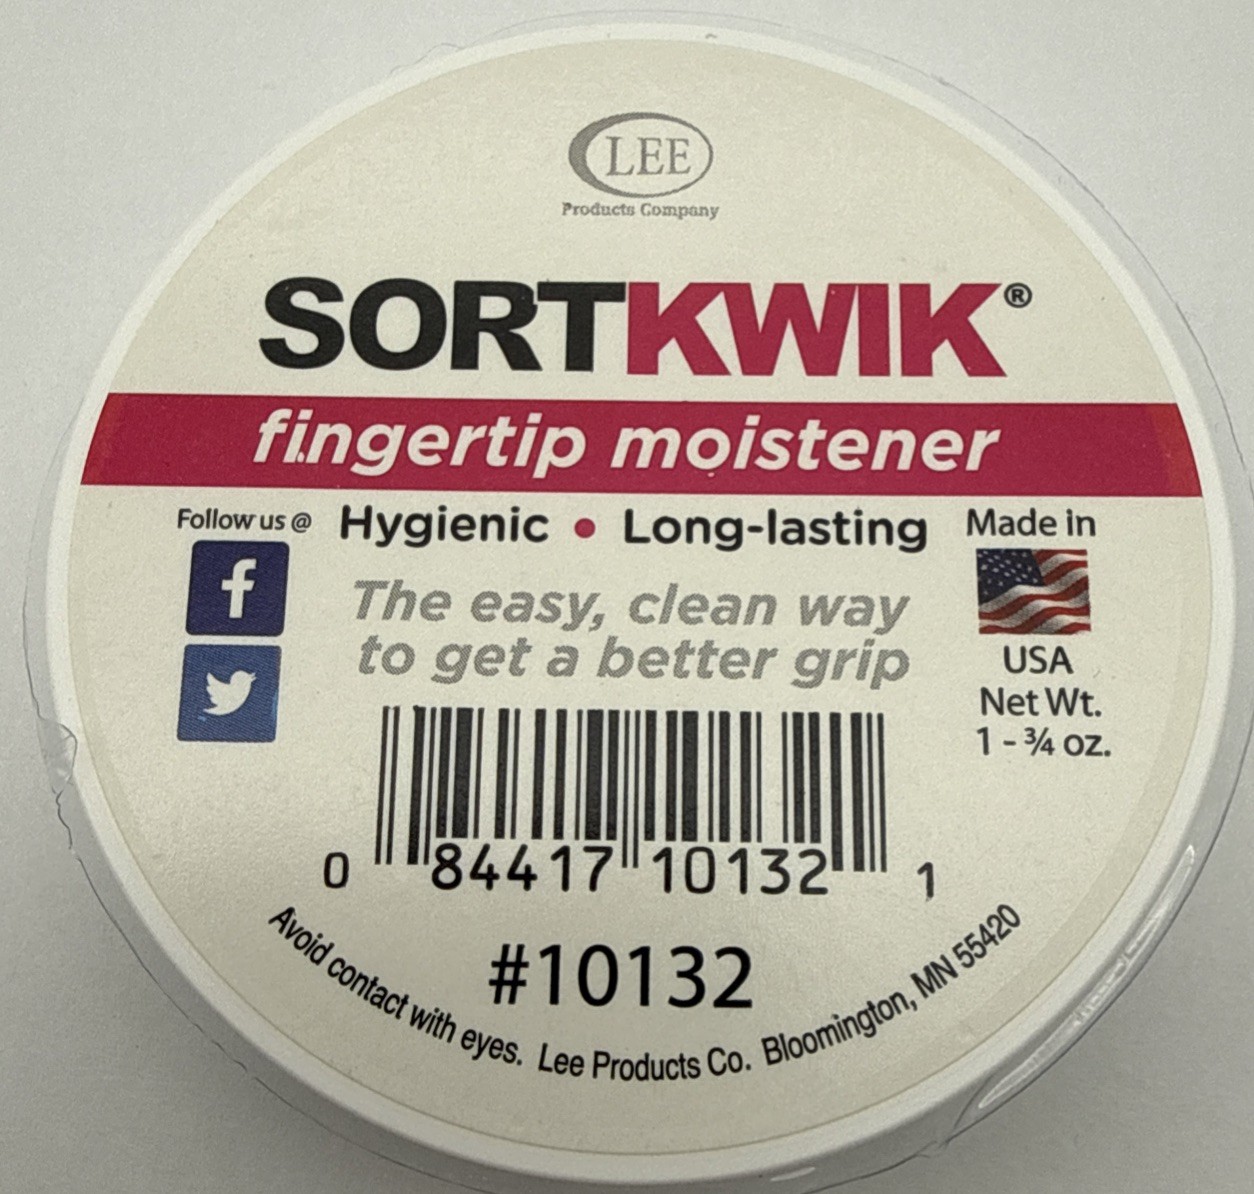 LEE
Products Company
SORTKWIK®
fingertip moistener
Follow us @
Hygienic • Long-lasting
Made in
f
The easy, clean way
to get a better grip
USA
Net Wt.
1 - ¾ oz.
0 84417 10132 1
#10132
Avoid contact with eyes. Lee Products Co. Bloomington, MN 55420